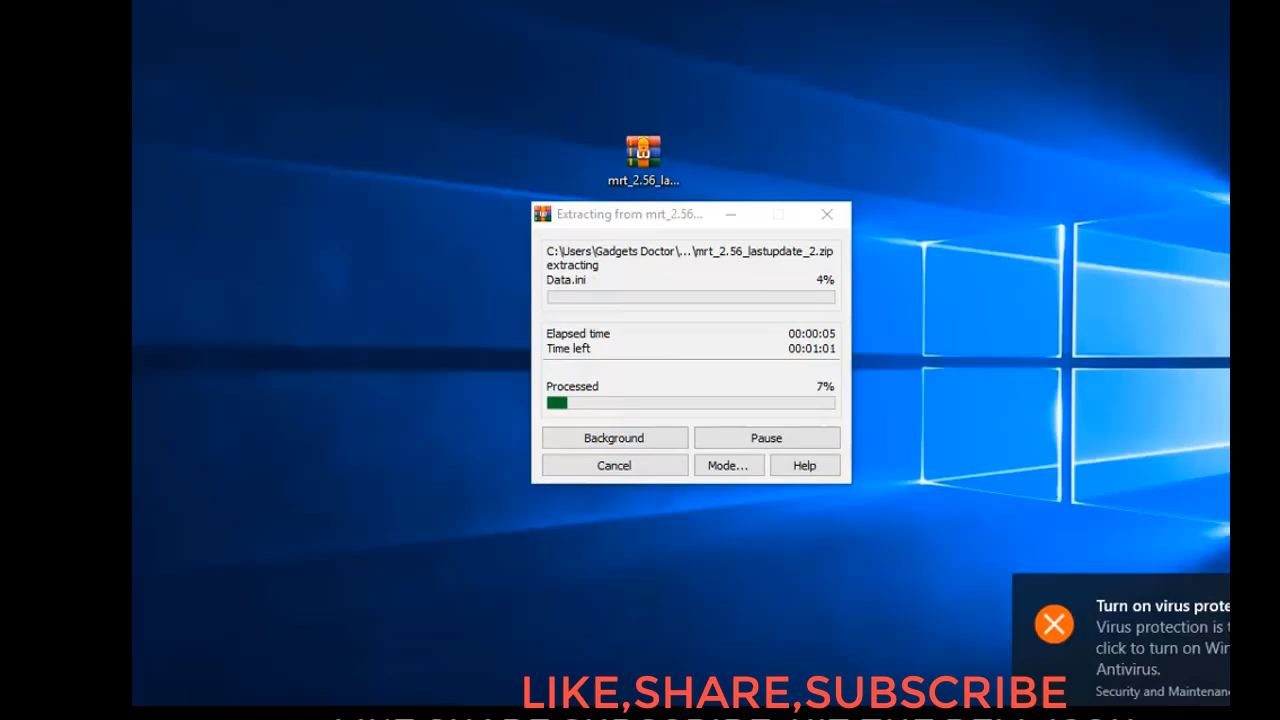 mrt_2.56_la...
Extracting from mrt_2.56...
C:\Users\Gadgets Doctor\...\mrt_2.56_lastupdate_2.zip
extracting
Data.ini 4%
Elapsed time 00:00:05
Time left 00:01:01
Processed 7%
Background Pause
Cancel Mode... Help
Turn on virus prote
Virus protection is
click to turn on Win
Antivirus.
Security and Maintenan
LIKE,SHARE,SUBSCRIBE